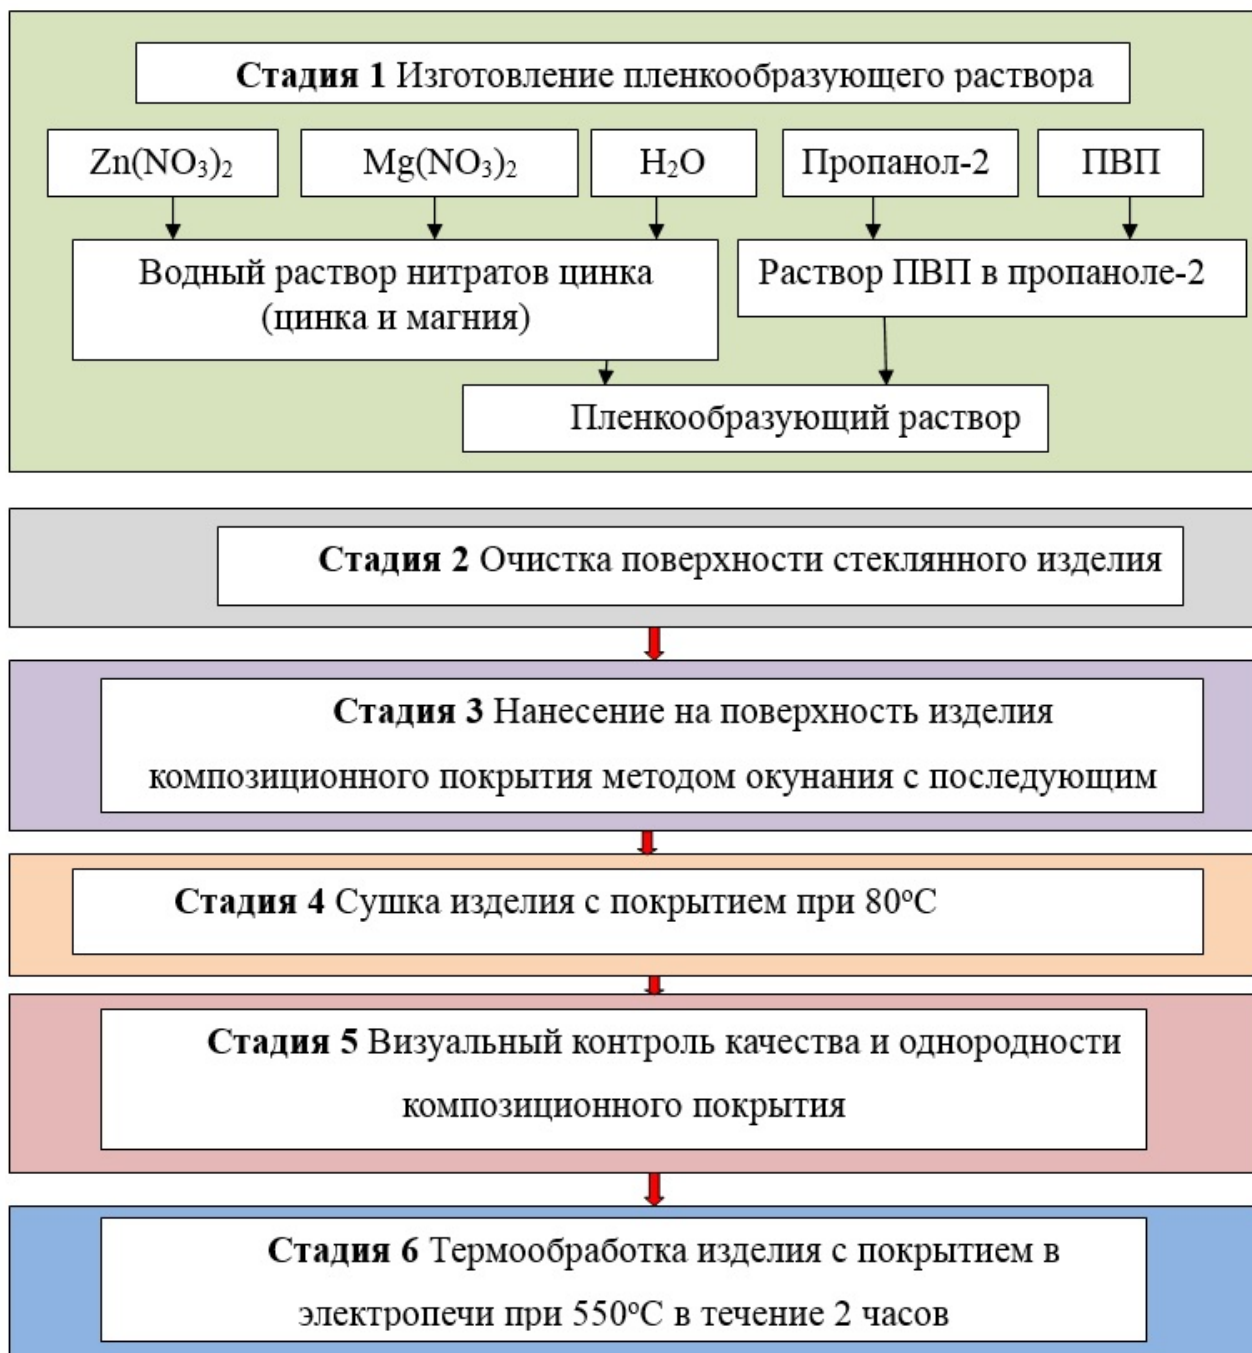 Стадия 1 Изготовление пленкообразующего раствора
Zn(NO₃)₂ Mg(NO₃)₂ H₂O Пропанол-2 ПВП
Водный раствор нитратов цинка
(цинка и магния)
Раствор ПВП в пропаноле-2
Пленкообразующий раствор
Стадия 2 Очистка поверхности стеклянного изделия
Стадия 3 Нанесение на поверхность изделия
композиционного покрытия методом окунания с последующим
Стадия 4 Сушка изделия с покрытием при 80ºС
Стадия 5 Визуальный контроль качества и однородности
композиционного покрытия
Стадия 6 Термообработка изделия с покрытием в
электропечи при 550ºС в течение 2 часов